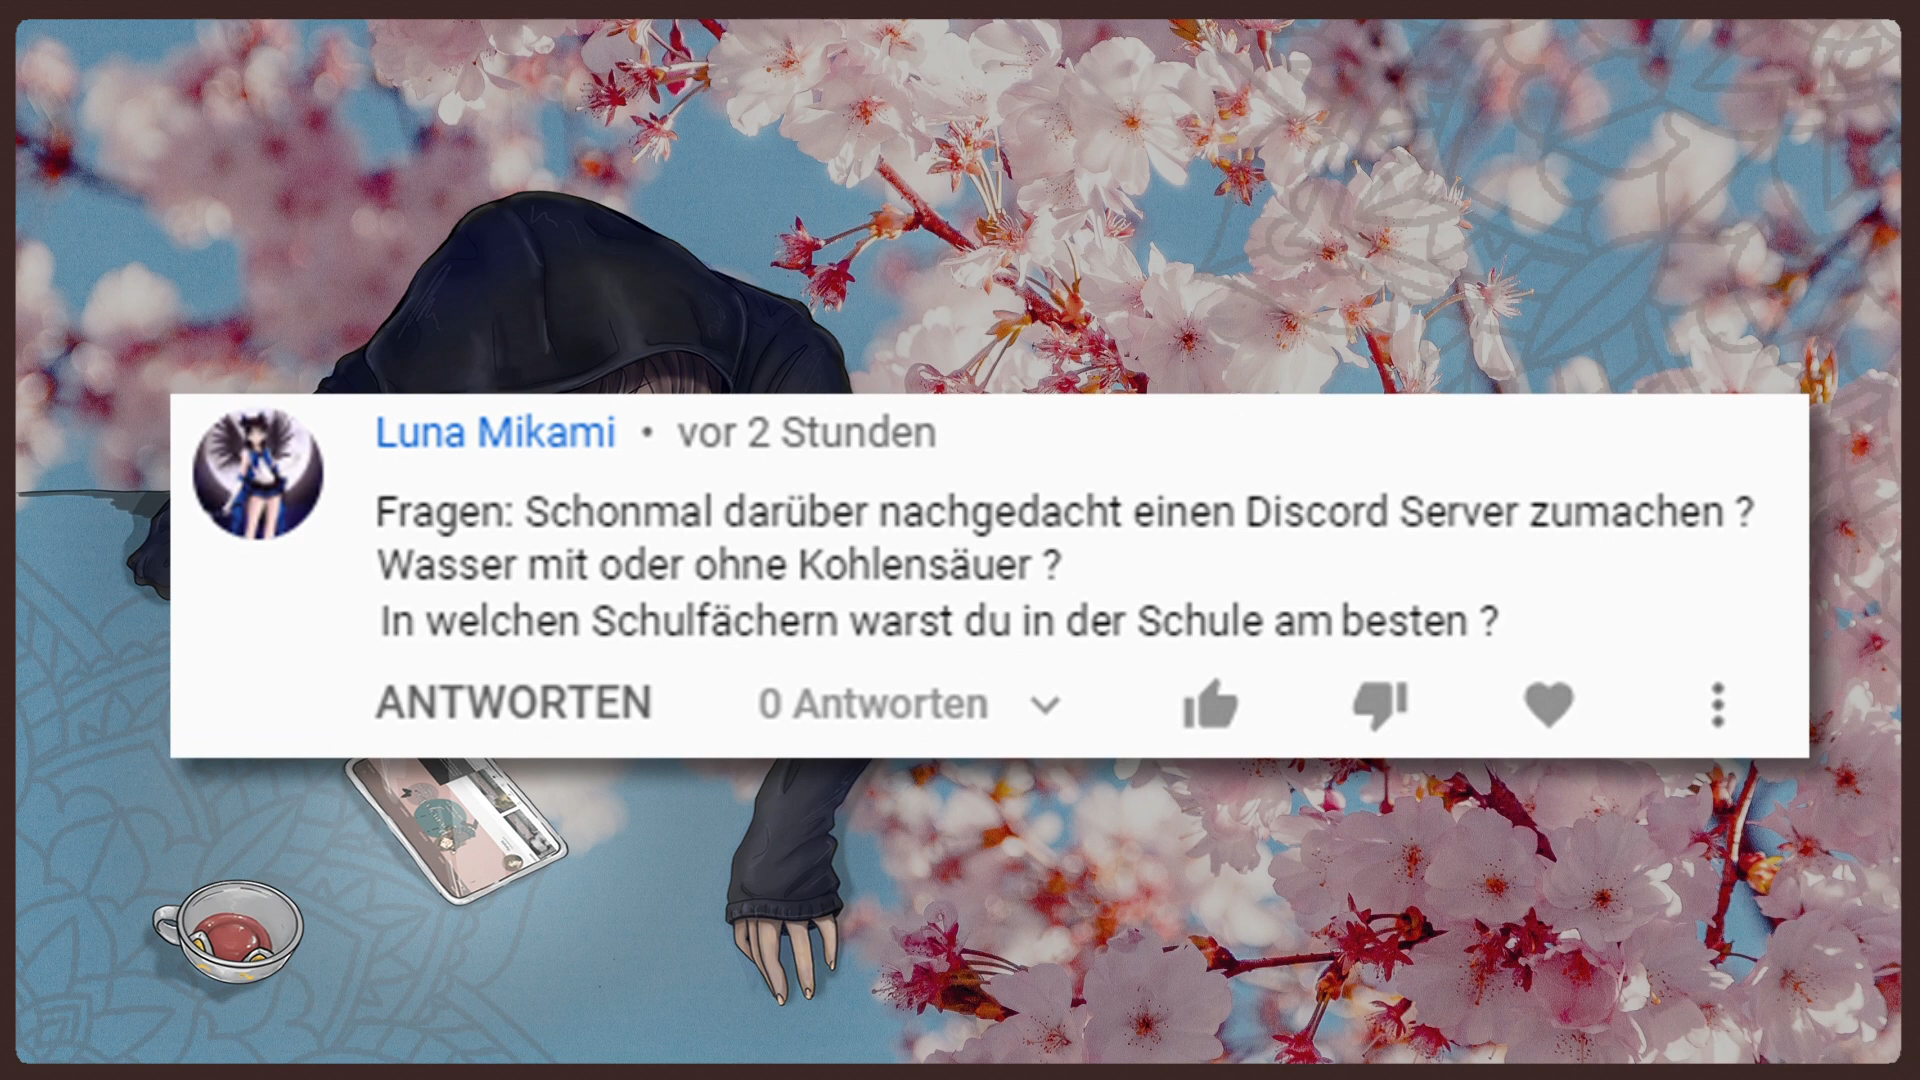 Luna Mikami • vor 2 Stunden
Fragen: Schonmal darüber nachgedacht einen Discord Server zumachen ?
Wasser mit oder ohne Kohlensäuer ?
In welchen Schulfächern warst du in der Schule am besten ?
ANTWORTEN 0 Antworten